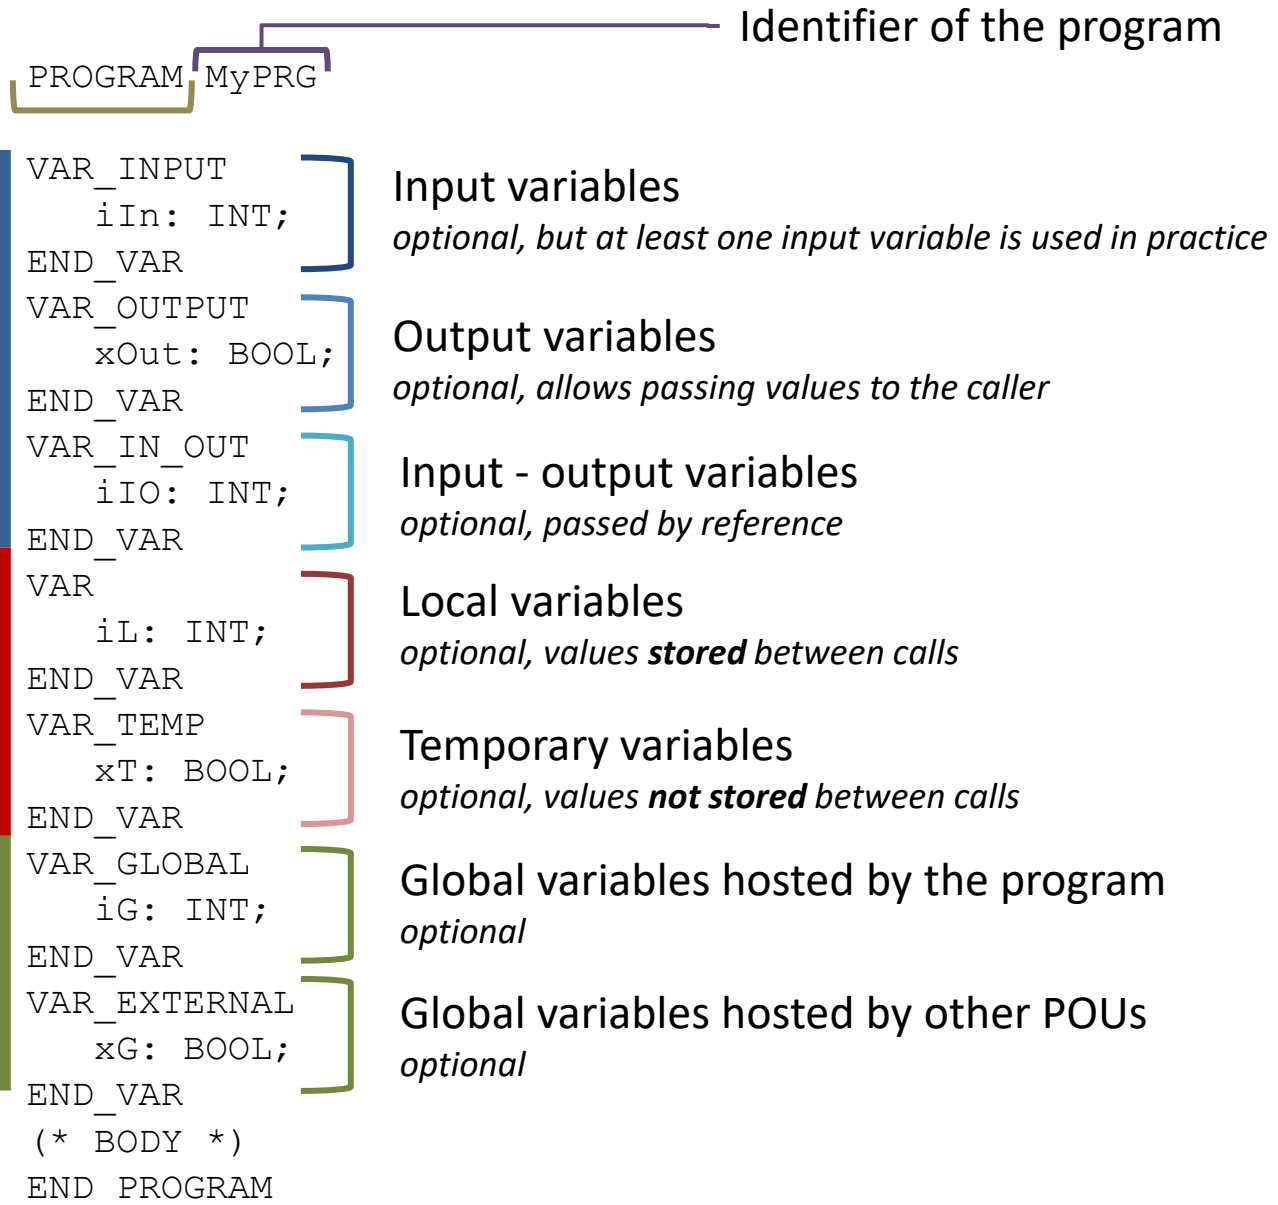 Identifier of the program
PROGRAM MyPRG
VAR_INPUT
iIn: INT;
END_VAR
Input variables
optional, but at least one input variable is used in practice
VAR_OUTPUT
xOut: BOOL;
END_VAR
Output variables
optional, allows passing values to the caller
VAR_IN_OUT
iIO: INT;
END_VAR
Input - output variables
optional, passed by reference
VAR
iL: INT;
END_VAR
Local variables
optional, values stored between calls
VAR_TEMP
xT: BOOL;
END_VAR
Temporary variables
optional, values not stored between calls
VAR_GLOBAL
iG: INT;
END_VAR
Global variables hosted by the program
optional
VAR_EXTERNAL
xG: BOOL;
END_VAR
Global variables hosted by other POUs
optional
(* BODY *)
END PROGRAM